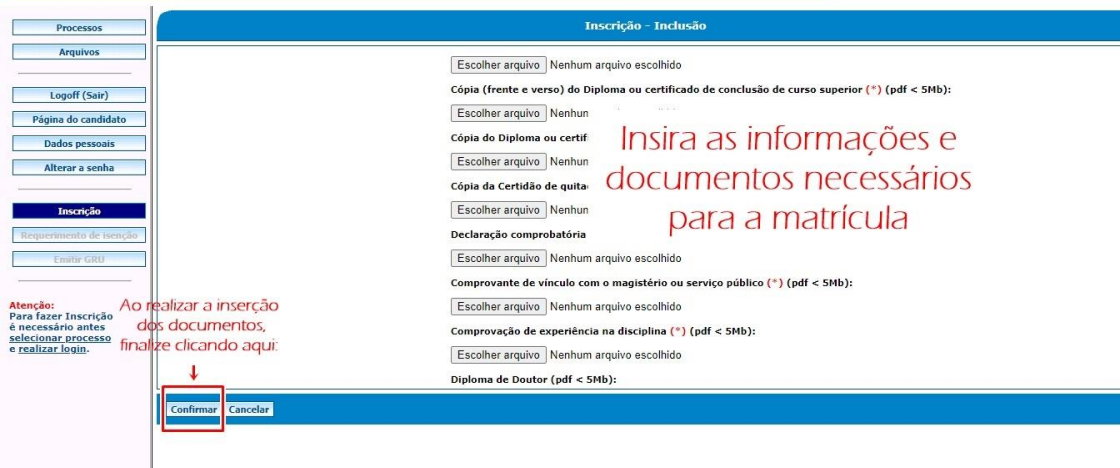 Processos
Arquivos
Logoff (Sair)
Página do candidato
Dados pessoais
Alterar a senha
Inscrição
Requerimento de isenção
Emitir GRU
Atenção:
Para fazer Inscrição
é necessário antes
selecionar processo
e realizar login.
Ao realizar a inserção
dos documentos,
finalize clicando aqui:
Inscrição - Inclusão
Escolher arquivo Nenhum arquivo escolhido
Cópia (frente e verso) do Diploma ou certificado de conclusão de curso superior (*) (pdf < 5Mb):
Escolher arquivo Nenhum
Cópia do Diploma ou certifi
Escolher arquivo Nenhum
Cópia da Certidão de quita
Escolher arquivo Nenhum
Declaração comprobatória
Escolher arquivo Nenhum arquivo escolhido
Comprovante de vínculo com o magistério ou serviço público (*) (pdf < 5Mb):
Escolher arquivo Nenhum arquivo escolhido
Comprovação de experiência na disciplina (*) (pdf < 5Mb):
Escolher arquivo Nenhum arquivo escolhido
Diploma de Doutor (pdf < 5Mb):
Insira as informações e
documentos necessários
para a matrícula
Confirmar Cancelar